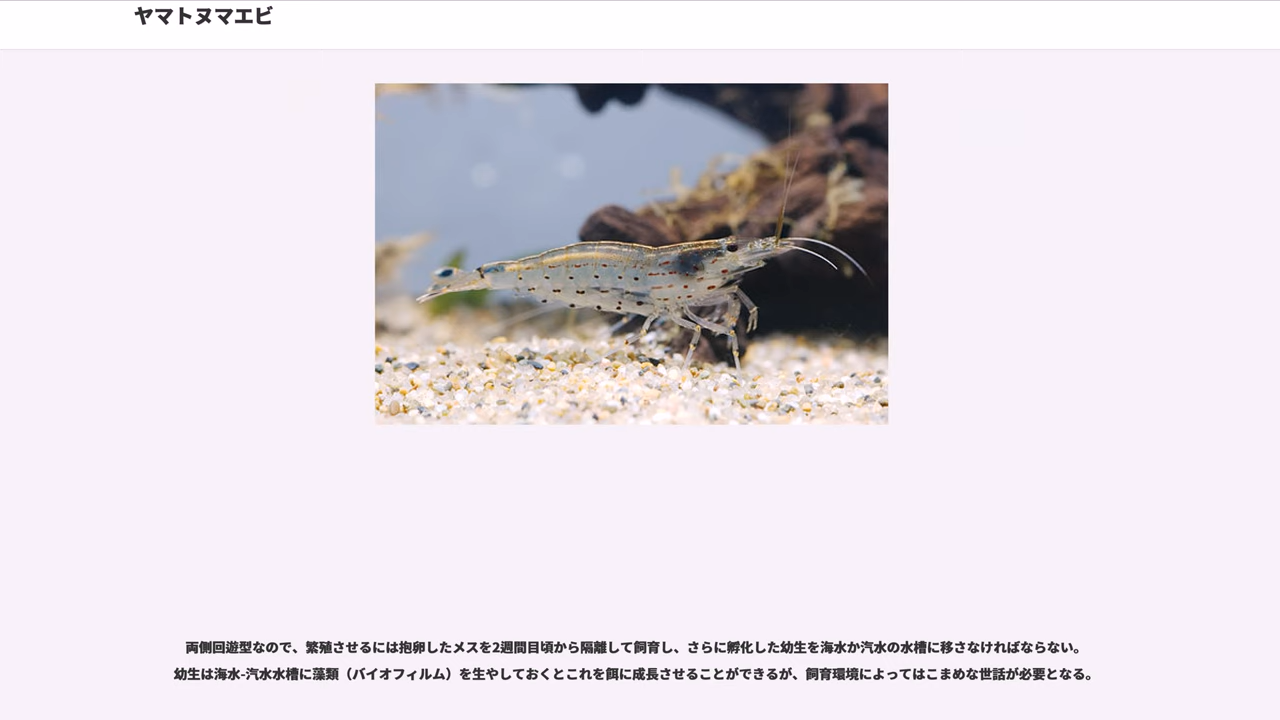 ヤマトヌマエビ
両側回遊型なので、繁殖させるには抱卵したメスを2週間目頃から隔離して飼育し、さらに孵化した幼生を海水か汽水の水槽に移さなければならない。
幼生は海水-汽水水槽に藻類（バイオフィルム）を生やしておくとこれを餌に成長させることができるが、飼育環境によってはこまめな世話が必要となる。